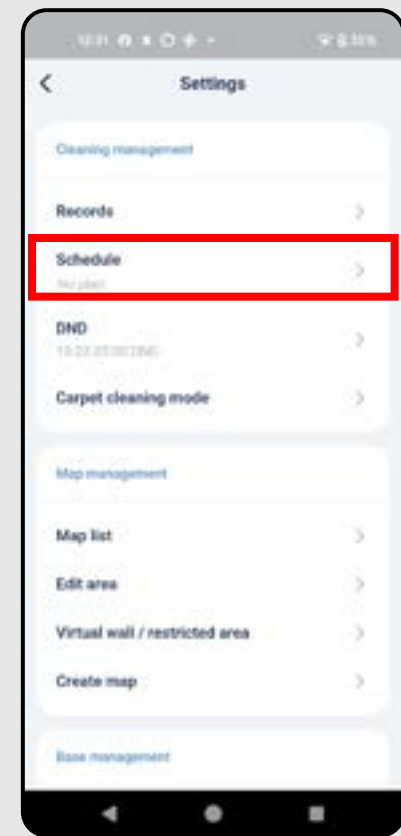 Settings
Cleaning management
Records
Schedule
No plan
DND
Carpet cleaning mode
Map management
Map list
Edit area
Virtual wall / restricted area
Create map
Base management